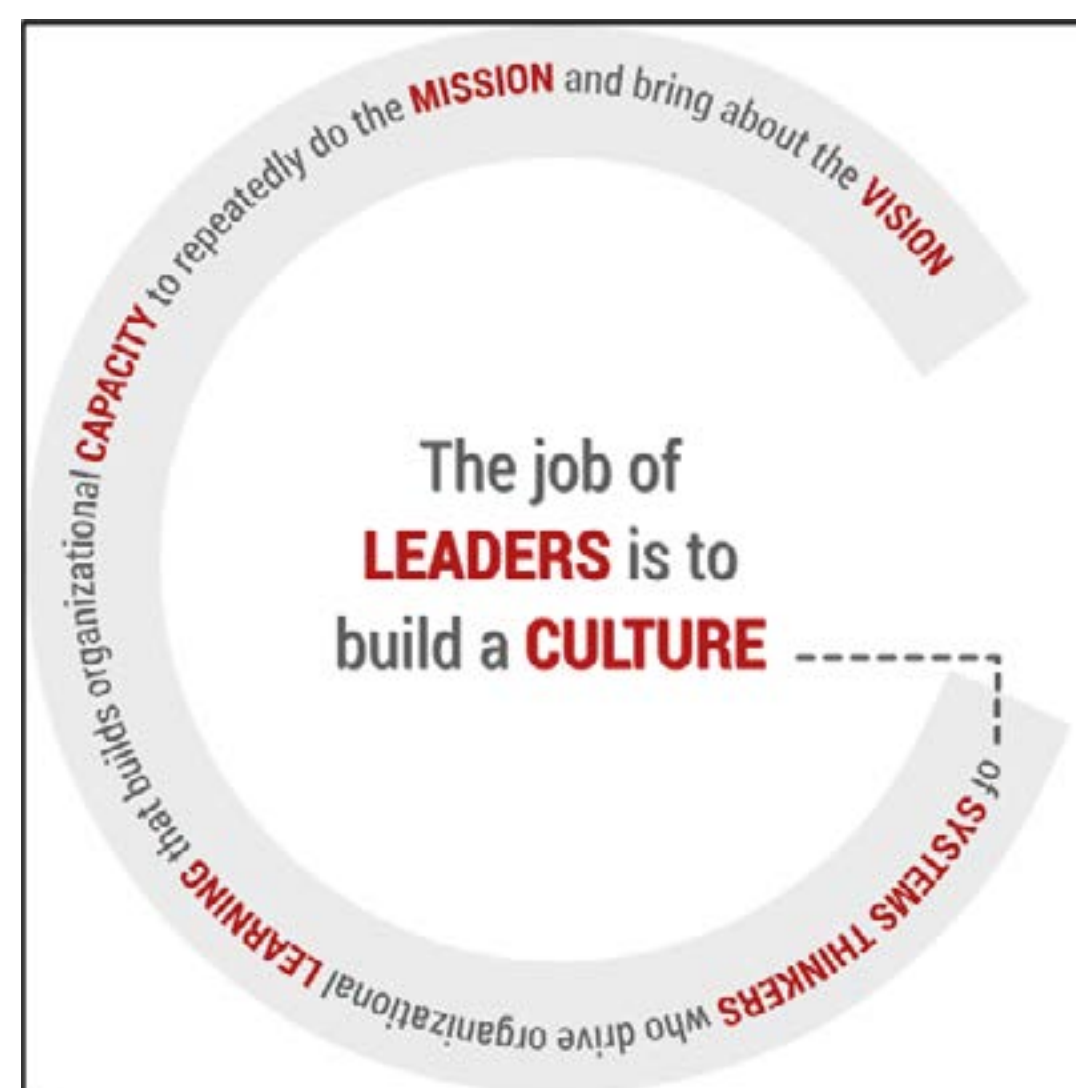 The job of
LEADERS is to
build a CULTURE
of SYSTEMS THINKERS who drive organizational LEARNING that builds organizational CAPACITY to repeatedly do the MISSION and bring about the VISION